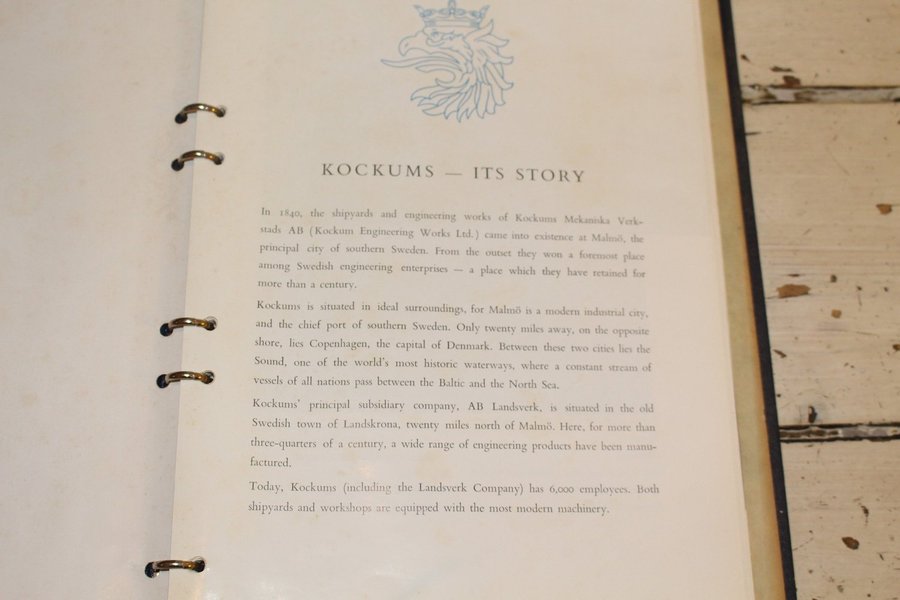 KOCKUMS — ITS STORY
In 1840, the shipyards and engineering works of Kockums Mekaniska Verk-
stads AB (Kockum Engineering Works Ltd.) came into existence at Malmö, the
principal city of southern Sweden. From the outset they won a foremost place
among Swedish engineering enterprises — a place which they have retained for
more than a century.
Kockums is situated in ideal surroundings, for Malmö is a modern industrial city,
and the chief port of southern Sweden. Only twenty miles away, on the opposite
shore, lies Copenhagen, the capital of Denmark. Between these two cities lies the
Sound, one of the world's most historic waterways, where a constant stream of
vessels of all nations pass between the Baltic and the North Sea.
Kockums' principal subsidiary company, AB Landsverk, is situated in the old
Swedish town of Landskrona, twenty miles north of Malmö. Here, for more than
three-quarters of a century, a wide range of engineering products have been manu-
factured.
Today, Kockums (including the Landsverk Company) has 6,000 employees. Both
shipyards and workshops are equipped with the most modern machinery.